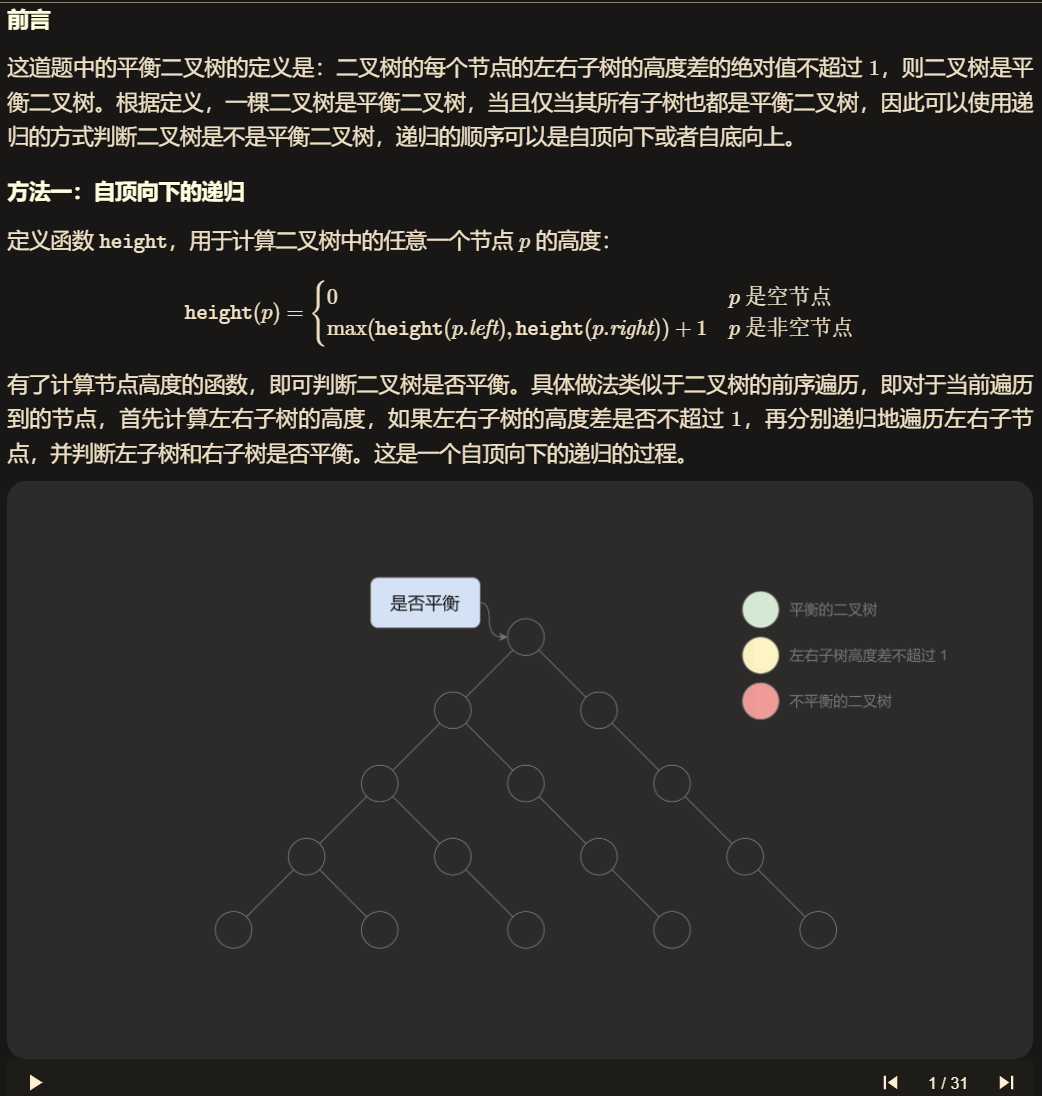 前言
这道题中的平衡二叉树的定义是：二叉树的每个节点的左右子树的高度差的绝对值不超过 1，则二叉树是平
衡二叉树。根据定义，一棵二叉树是平衡二叉树，当且仅当其所有子树也都是平衡二叉树，因此可以使用递
归的方式判断二叉树是不是平衡二叉树，递归的顺序可以是自顶向下或者自底向上。
方法一：自顶向下的递归
定义函数 height，用于计算二叉树中的任意一个节点 p 的高度：
height(p) = {0 p 是空节点
max(height(p.left), height(p.right)) + 1 p 是非空节点
有了计算节点高度的函数，即可判断二叉树是否平衡。具体做法类似于二叉树的前序遍历，即对于当前遍历
到的节点，首先计算左右子树的高度，如果左右子树的高度差是否不超过 1，再分别递归地遍历左右子节
点，并判断左子树和右子树是否平衡。这是一个自顶向下的递归的过程。
是否平衡
平衡的二叉树
左右子树高度差不超过 1
不平衡的二叉树
1 / 31